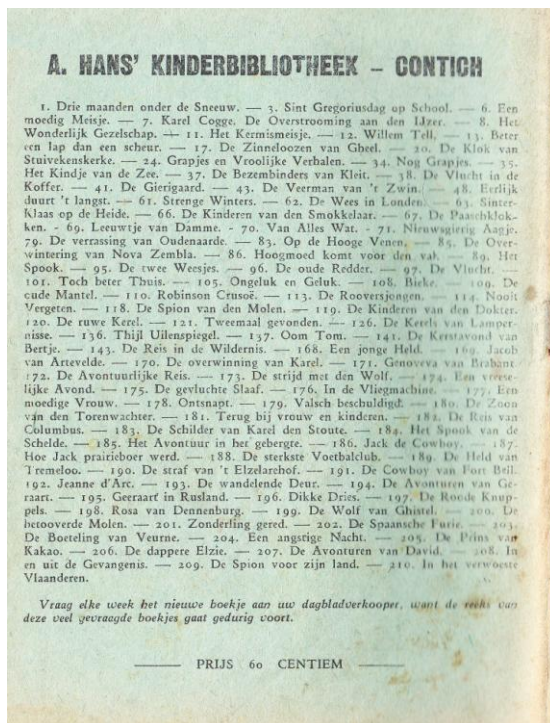 A. HANS' KINDERBIBLIOTHEEK - CONTICH
1. Drie maanden onder de Sneeuw. — 3. Sint Gregoriusdag op School. — 6. Een
moedig Meisje. — 7. Karel Cogge. De Overstrooming aan den IJzer. — 8. Het
Wonderlijk Gezelschap. — 11. Het Kermismeisje. — 12. Willem Tell. — 13. Beter
een lap dan een scheur. — 17. De Zinneloozen van Gheel. — 20. De Klok van
Stuivekenskerke. — 24. Grapjes en Vroolijke Verbalen. — 34. Nog Grapjes. — 35.
Het Kindje van de Zee. — 37. De Bezembinders van Kleit. — 38. De Vlucht in de
Koffer. — 41. De Gierigaard. — 43. De Veerman van 't Zwin. — 48. Eerlijk
duurt 't langst. — 61. Strenge Winters. — 62. De Wees in Londen. — 63. Sinter-
Klaas op de Heide. — 66. De Kinderen van den Smokkelaar. — 67. De Paaschklok-
ken. - 69. Leeuwtje van Damme. - 70. Van Alles Wat. - 71. Nieuwsgierig Aagje.
79. De verrassing van Oudenaarde. — 83. Op de Hooge Venen. — 85. De Over-
wintering van Nova Zembla. — 86. Hoogmoed komt voor den val. — 89. Het
Spook. — 95. De twee Weesjes. — 96. De oude Redder. — 97. De Vlucht. —
101. Toch beter Thuis. — 105. Ongeluk en Geluk. — 108. Bieke. — 109. De
oude Mantel. — 110. Robinson Crusoë. — 113. De Rooversjongen. — 114. Nooit
Vergeten. — 118. De Spion van den Molen. — 119. De Kinderen van den Dokter.
120. De ruwe Kerel. — 121. Tweemaal gevonden. — 126. De Kerels van Lamper-
nisse. — 136. Thijl Uilenspiegel. — 137. Oom Tom. — 141. De Kerstavond van
Bertje. — 143. De Reis in de Wildernis. — 168. Een jonge Held. — 169. Jacob
van Artevelde. — 170. De overwinning van Karel. — 171. Genoveva van Brabant.
172. De Avontuurlijke Reis. — 173. De strijd met den Wolf. — 174. Een vreese-
lijke Avond. — 175. De gevluchte Slaaf. — 176. In de Vliegmachine. — 177. Een
moedige Vrouw. — 178. Ontsnapt. — 179. Valsch beschuldigd. — 180. De Zoon
van den Torenwachter. — 181. Terug bij vrouw en kinderen. — 182. De Reis van
Columbus. — 183. De Schilder van Karel den Stoute. — 184. Het Spook van de
Schelde. — 185. Het Avontuur in het gebergte. — 186. Jack de Cowboy. — 187.
Hoe Jack prairieboer werd. — 188. De sterkste Voetbalclub. — 189. De Held van
Tremeloo. — 190. De straf van 't Elzelarehof. — 191. De Cowboy van Fort Bell.
192. Jeanne d'Arc. — 193. De wandelende Deur. — 194. De Avonturen van Ge-
raart. — 195. Geeraart in Rusland. — 196. Dikke Dries. — 197. De Roode Knup-
pels. — 198. Rosa van Dennenburg. — 199. De Wolf van Ghistel. — 200. De
betooverde Molen. — 201. Zonderling gered. — 202. De Spaansche Furie. — 203.
De Boeteling van Veurne. — 204. Een angstige Nacht. — 205. De Prins van
Kakao. — 206. De dappere Elzie. — 207. De Avonturen van David. — 208. In
en uit de Gevangenis. — 209. De Spion voor zijn land. — 210. In het verwoeste
Vlaanderen.
Vraag elke week het nieuwe boekje aan uw dagbladverkooper, want de reeks van
deze veel gevraagde boekjes gaat gedurig voort.
PRIJS 60 CENTIEM